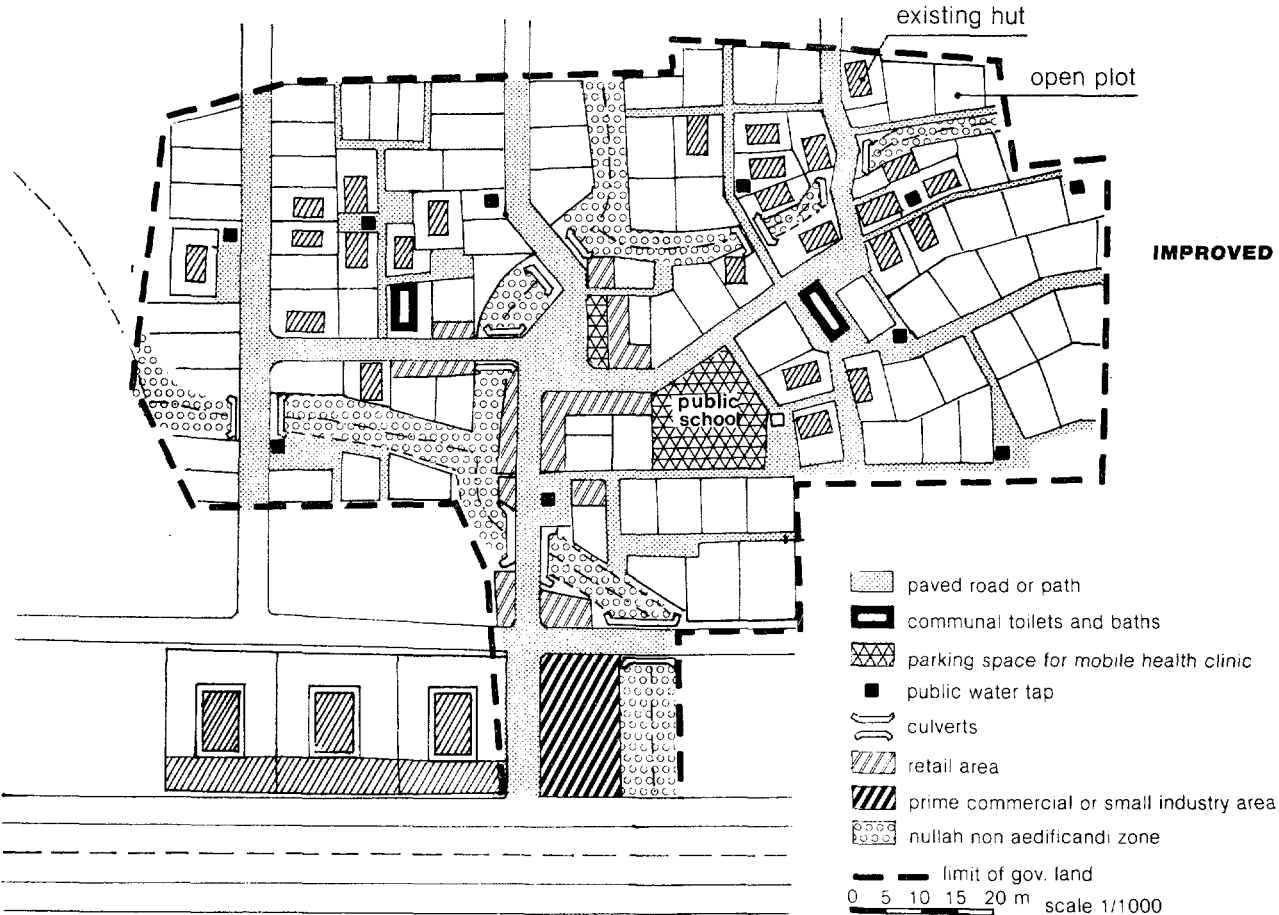 existing hut
open plot
IMPROVED
public
school
paved road or path
communal toilets and baths
parking space for mobile health clinic
public water tap
culverts
retail area
prime commercial or small industry area
nullah non aedificandi zone
limit of gov. land
0 5 10 15 20 m scale 1/1000